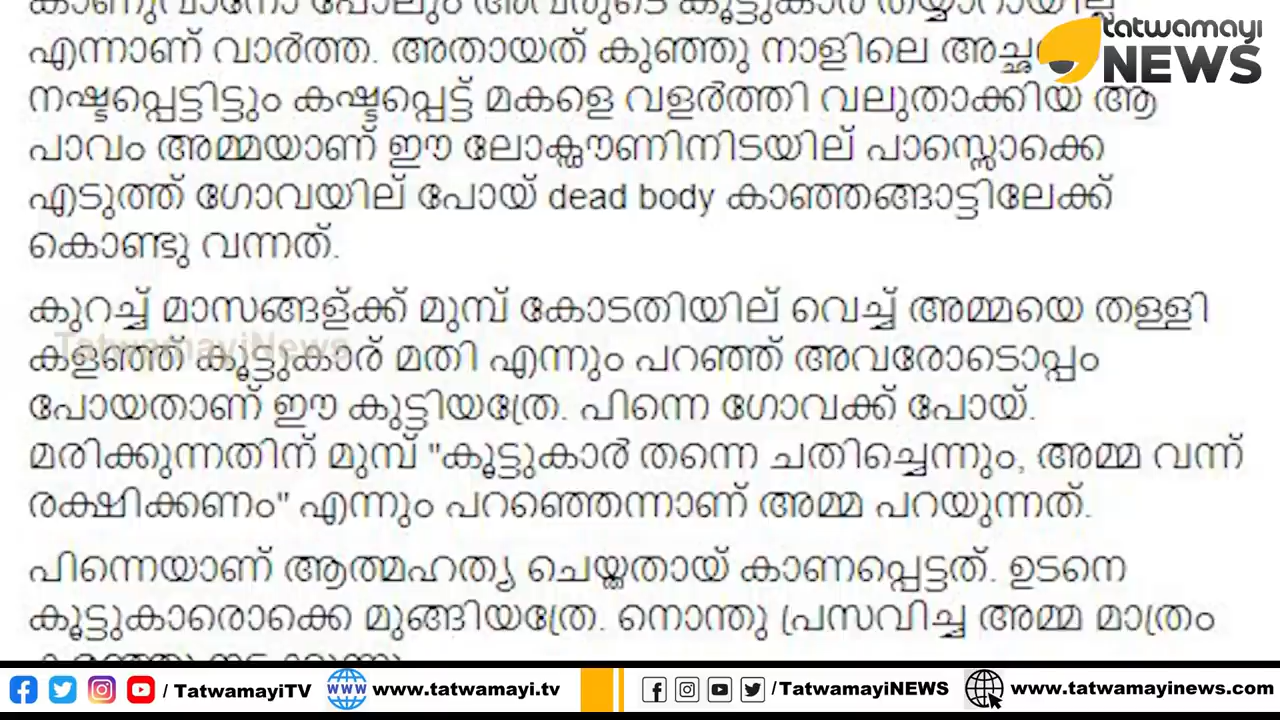 കാണുവാനോ പോലും അവരുടെ കൂട്ടുകാർ തയ്യാറായില്ല
tatwamayi
NEWS
എന്നാണ് വാർത്ത. അതായത് കുഞ്ഞു നാളിലെ
നഷ്ടപ്പെട്ടിട്ടും കഷ്ടപ്പെട്ട് മകളെ വളർത്തി വലുതാക്കിയ ആ
പാവം അമ്മയാണ് ഈ ലോക്ഡൗണിനിടയില് പാസ്സൊക്കെ
എടുത്ത് ഗോവയില് പോയ് dead body കാഞ്ഞങ്ങാട്ടിലേക്ക്
കൊണ്ടു വന്നത്.
കുറച്ച് മാസങ്ങള്ക്ക് മുമ്പ് കോടതിയില് വെച്ച് അമ്മയെ തള്ളി
TatwamayiNews
കളഞ്ഞ് കൂട്ടുകാര് മതി എന്നും പറഞ്ഞ് അവരോടൊപ്പം
പോയതാണ് ഈ കുട്ടിയത്രേ. പിന്നെ ഗോവക്ക് പോയ്.
മരിക്കുന്നതിന് മുമ്പ് "കൂട്ടുകാർ തന്നെ ചതിച്ചെന്നും, അമ്മ വന്ന്
രക്ഷിക്കണം" എന്നും പറഞ്ഞെന്നാണ് അമ്മ പറയുന്നത്.
പിന്നെയാണ് ആത്മഹത്യ ചെയ്തതായ് കാണപ്പെട്ടത്. ഉടനെ
കൂട്ടുകാരൊക്കെ മുങ്ങിയത്രേ. നൊന്തു പ്രസവിച്ച അമ്മ മാത്രം
/ TatwamayiTV www.tatwamayi.tv /TatwamayiNEWS www.tatwamayinews.com